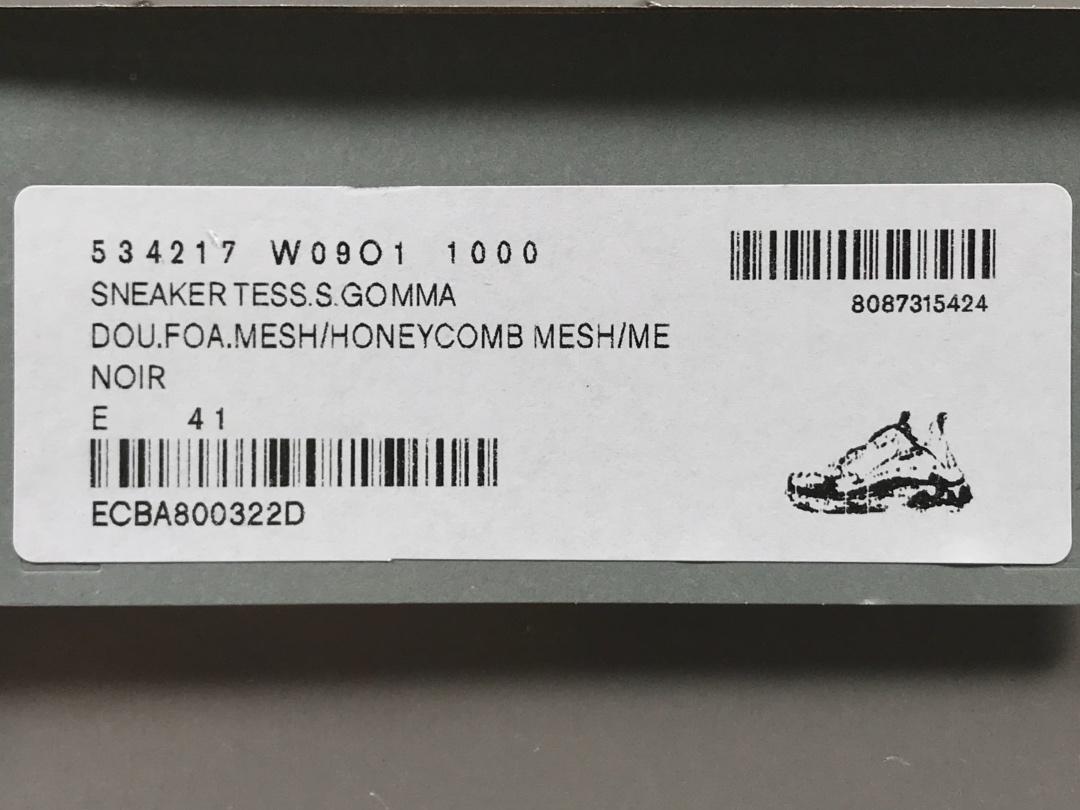 534217 W09O1 1000
8087315424
SNEAKER TESS.S.GOMMA
DOU.FOA.MESH/HONEYCOMB MESH/ME
NOIR
E 41
ECBA800322D